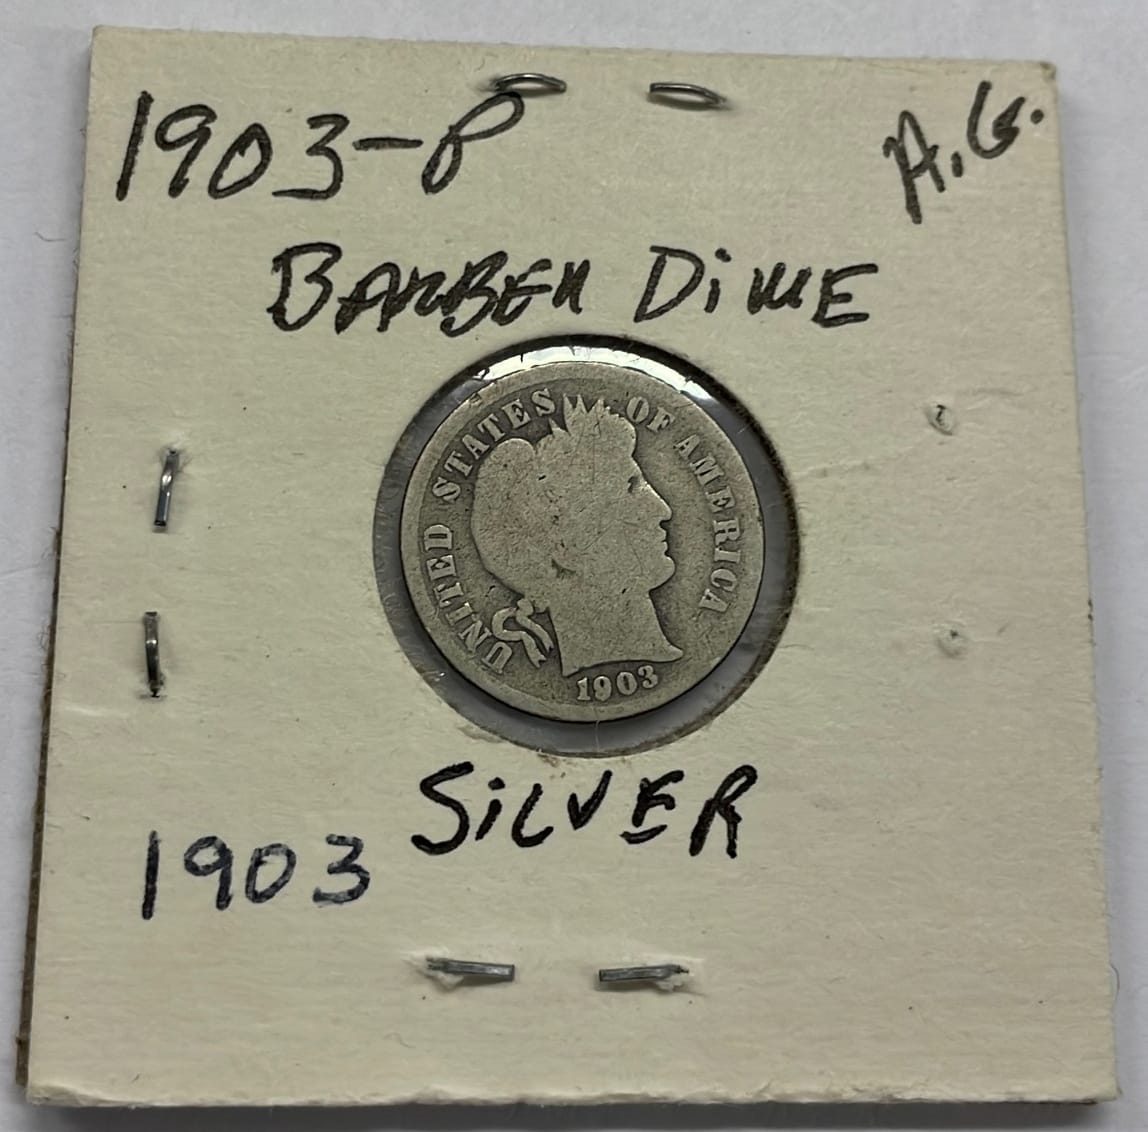 1903-P
A.G.
BARBER DIME
UNITED STATES OF AMERICA
1903
SILVER
1903